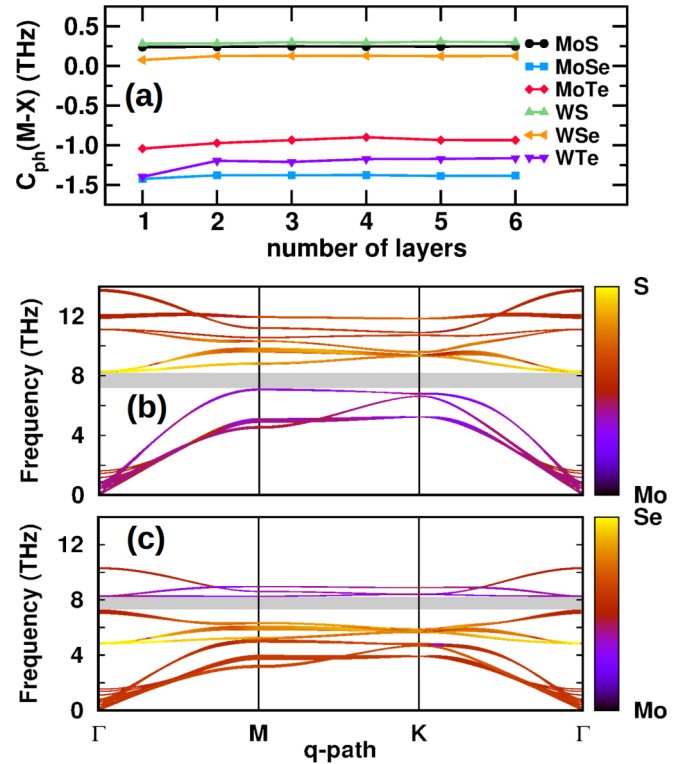 0.5
0.0
-0.5
-1.0
-1.5
C_ph(M-X) (THz)
(a)
MoS
MoSe
MoTe
WS
WSe
WTe
1 2 3 4 5 6
number of layers
12
8
4
0
Frequency (THz)
(b)
S
Mo
12
8
4
0
Frequency (THz)
(c)
Se
Mo
Γ M K Γ
q-path